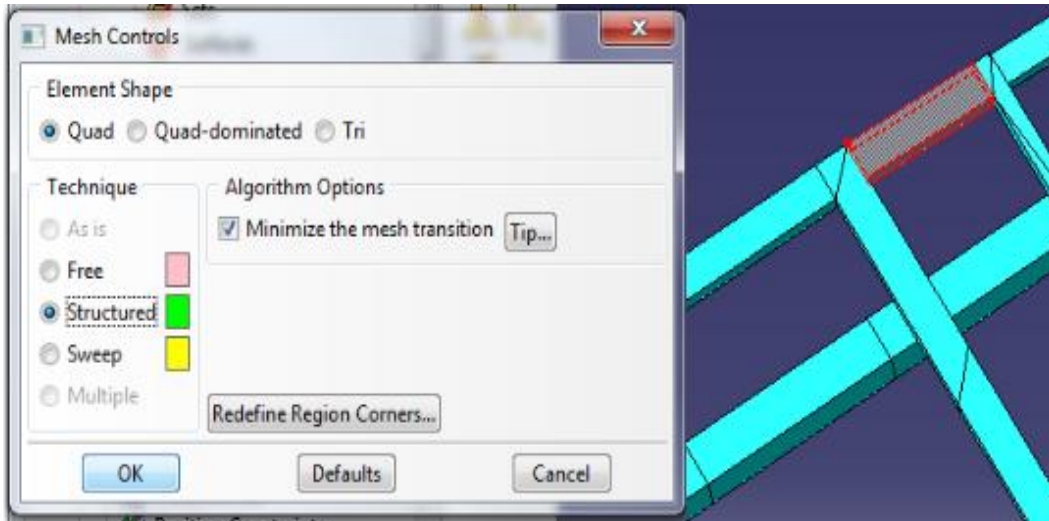 Sets
Mesh Controls
Element Shape
Quad Quad-dominated Tri
Technique
Algorithm Options
As is
Minimize the mesh transition Tip...
Free
Structured
Sweep
Multiple
Redefine Region Corners...
OK Defaults Cancel